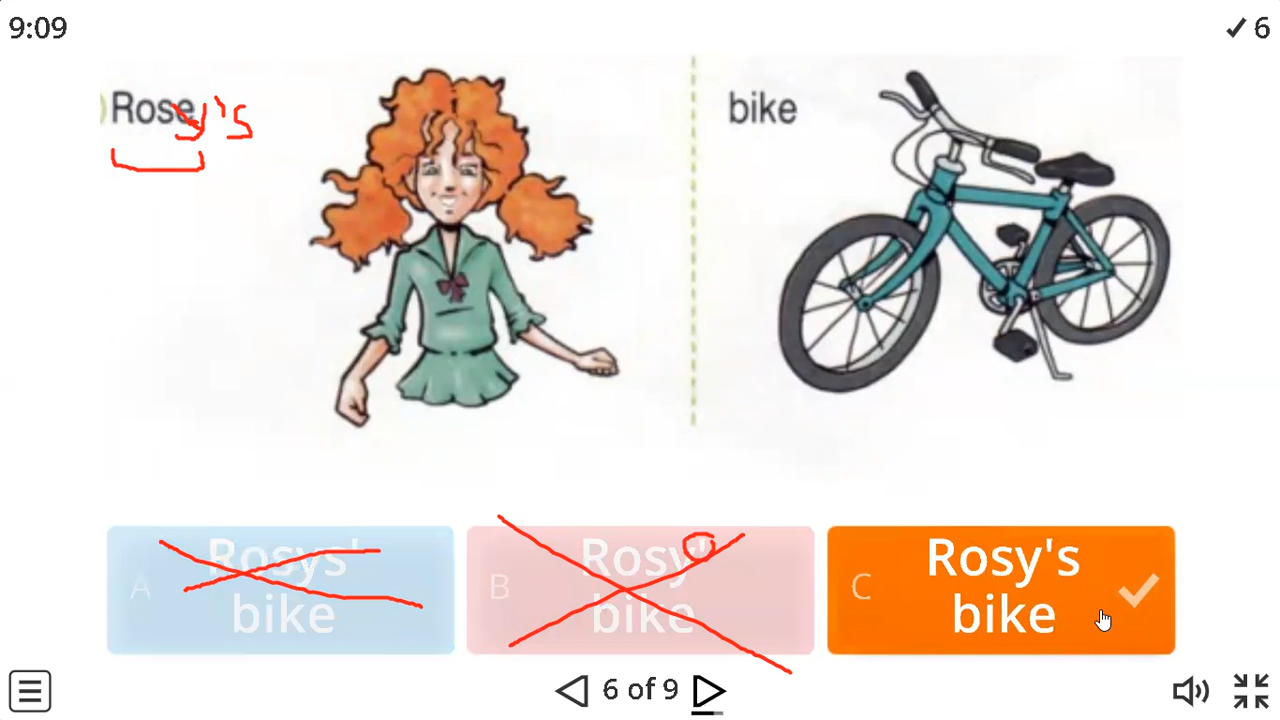 9:09
✓ 6
Rose
y's
bike
A
Rosys'
bike
B
Rosy'
bike
C
Rosy's
bike
6 of 9